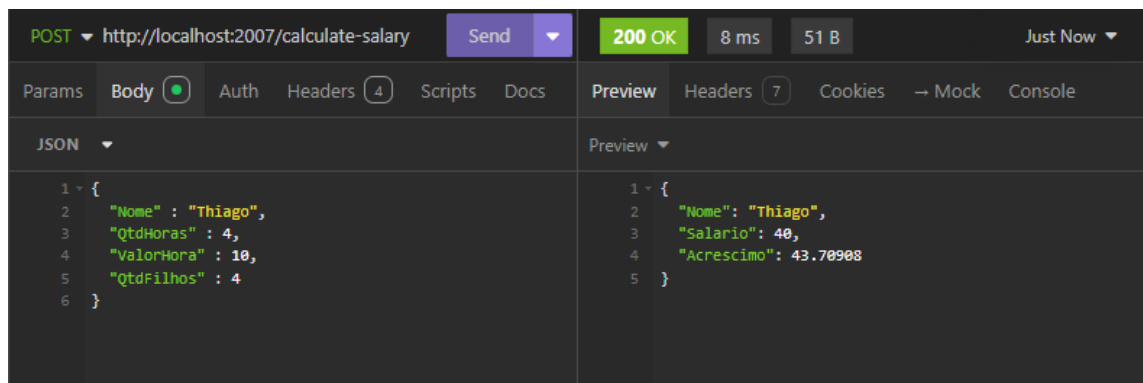 POST http://localhost:2007/calculate-salary Send
Params Body Auth Headers 4 Scripts Docs
JSON
1 {
2 "Nome" : "Thiago",
3 "QtdHoras" : 4,
4 "ValorHora" : 10,
5 "QtdFilhos" : 4
6 }
200 OK 8 ms 51 B Just Now
Preview Headers 7 Cookies → Mock Console
Preview
1 {
2 "Nome": "Thiago",
3 "Salario": 40,
4 "Acrescimo": 43.70908
5 }